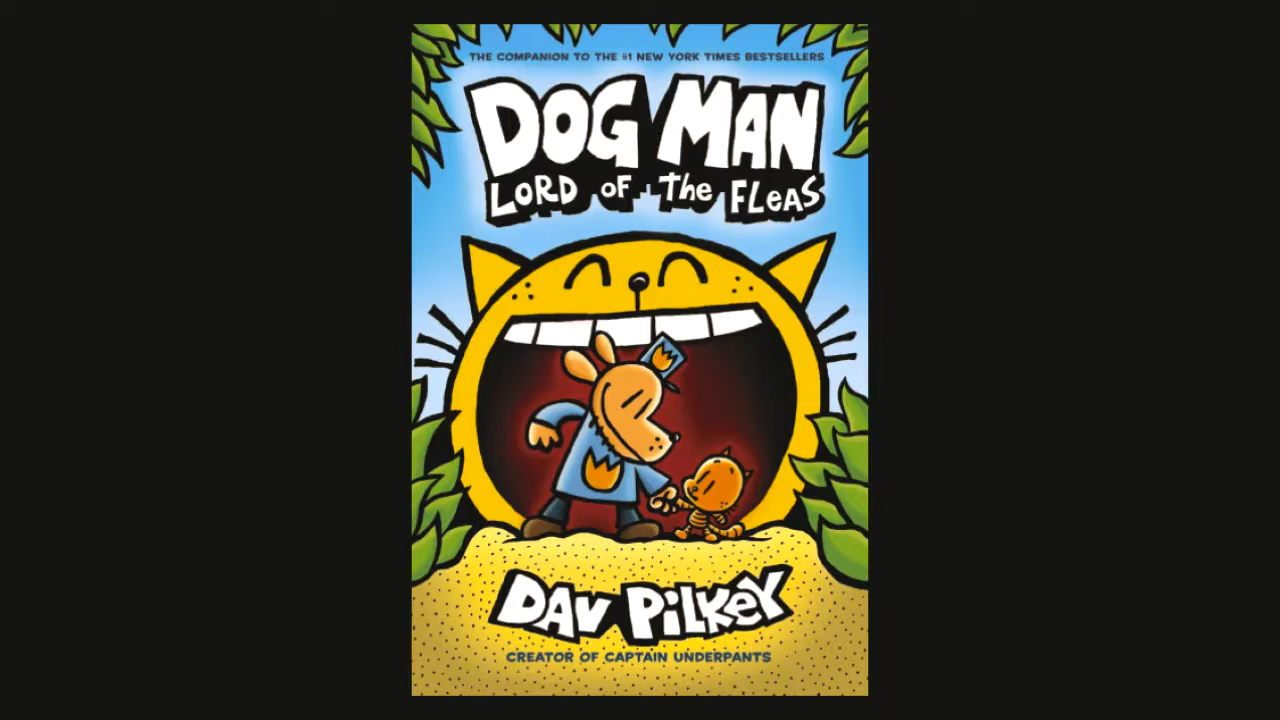 THE COMPANION TO THE #1 NEW YORK TIMES BESTSELLERS
DOG MAN
LORD OF THE FLEAS
DAV PILKEY
CREATOR OF CAPTAIN UNDERPANTS